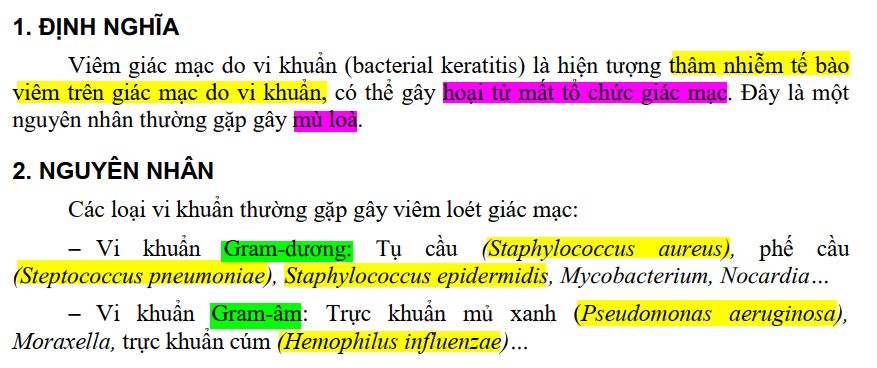 1. ĐỊNH NGHĨA
Viêm giác mạc do vi khuẩn (bacterial keratitis) là hiện tượng thâm nhiễm tế bào
viêm trên giác mạc do vi khuẩn, có thể gây hoại tử mất tổ chức giác mạc. Đây là một
nguyên nhân thường gặp gây mù loà.
2. NGUYÊN NHÂN
Các loại vi khuẩn thường gặp gây viêm loét giác mạc:
− Vi khuẩn Gram-dương: Tụ cầu (Staphylococcus aureus), phế cầu
(Steptococcus pneumoniae), Staphylococcus epidermidis, Mycobacterium, Nocardia…
− Vi khuẩn Gram-âm: Trực khuẩn mủ xanh (Pseudomonas aeruginosa),
Moraxella, trực khuẩn cúm (Hemophilus influenzae)…